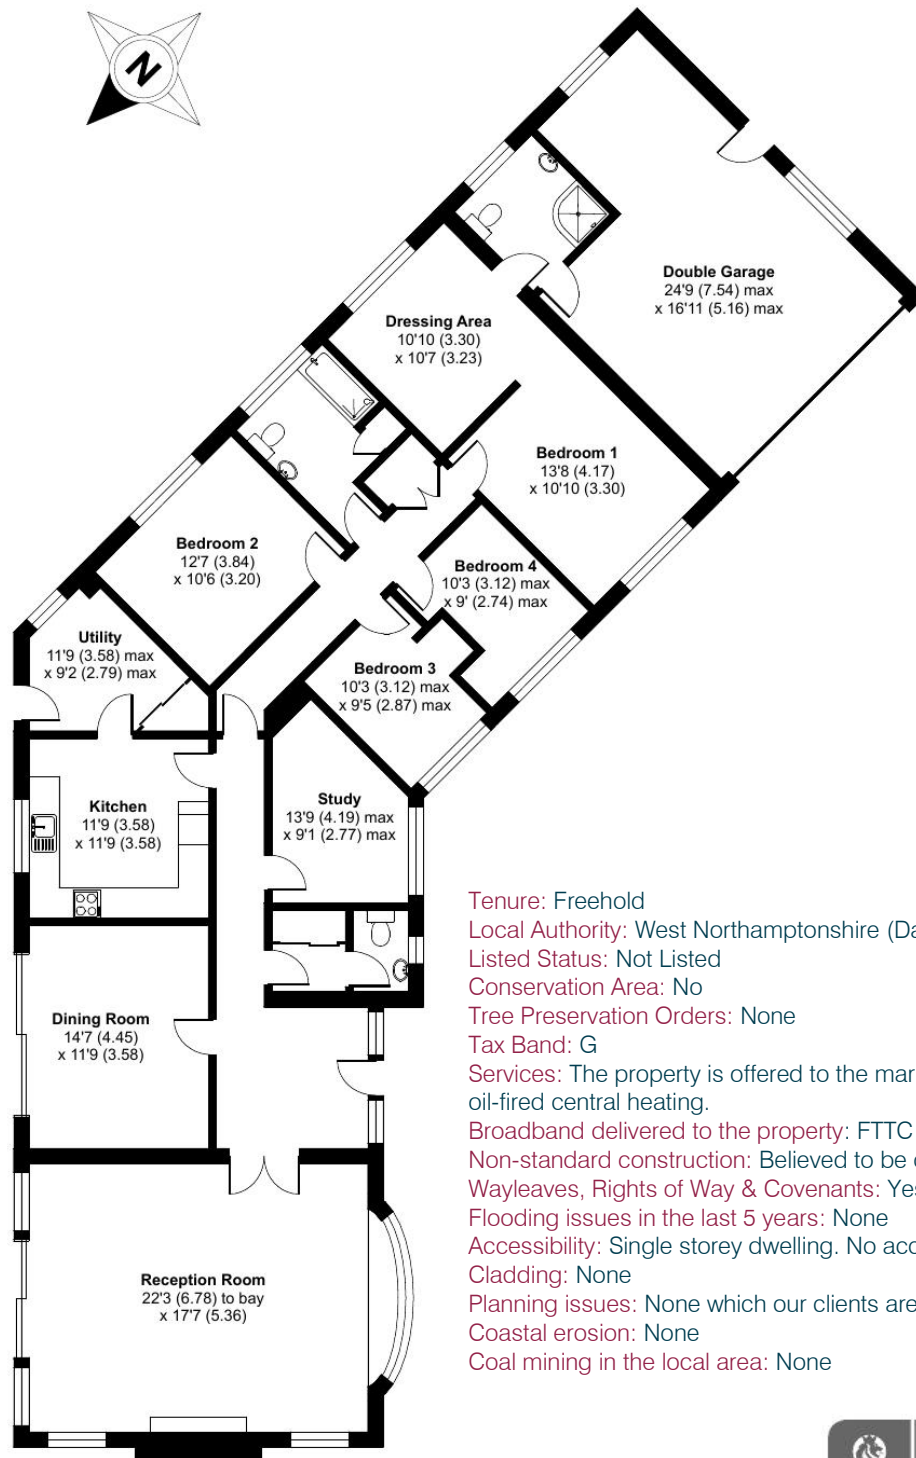 N
Double Garage
24'9 (7.54) max
x 16'11 (5.16) max
Dressing Area
10'10 (3.30)
x 10'7 (3.23)
Bedroom 1
13'8 (4.17)
x 10'10 (3.30)
Bedroom 2
12'7 (3.84)
x 10'6 (3.20)
Bedroom 4
10'3 (3.12) max
x 9' (2.74) max
Utility
11'9 (3.58) max
x 9'2 (2.79) max
Bedroom 3
10'3 (3.12) max
x 9'5 (2.87) max
Kitchen
11'9 (3.58)
x 11'9 (3.58)
Study
13'9 (4.19) max
x 9'1 (2.77) max
Dining Room
14'7 (4.45)
x 11'9 (3.58)
Reception Room
22'3 (6.78) to bay
x 17'7 (5.36)
Tenure: Freehold
Local Authority: West Northamptonshire (Da
Listed Status: Not Listed
Conservation Area: No
Tree Preservation Orders: None
Tax Band: G
Services: The property is offered to the mar
oil-fired central heating.
Broadband delivered to the property: FTTC
Non-standard construction: Believed to be
Wayleaves, Rights of Way & Covenants: Yes
Flooding issues in the last 5 years: None
Accessibility: Single storey dwelling. No acc
Cladding: None
Planning issues: None which our clients are
Coastal erosion: None
Coal mining in the local area: None